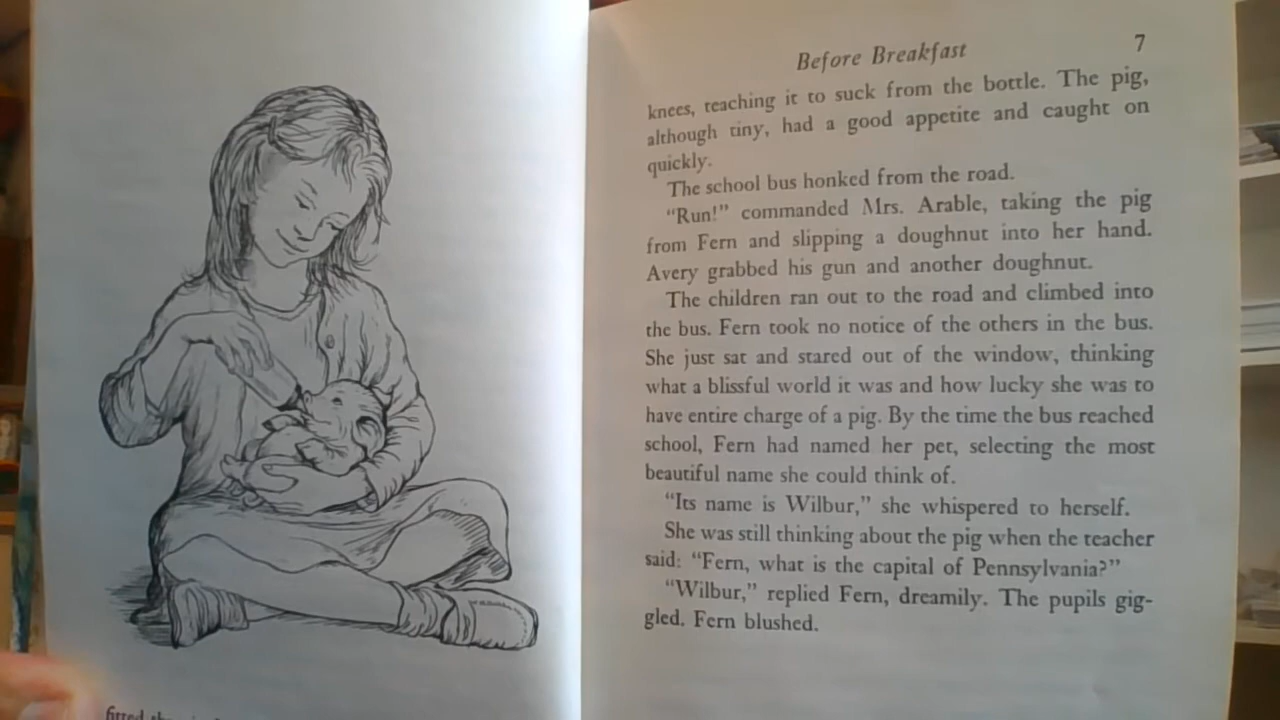 Before Breakfast 7
knees, teaching it to suck from the bottle. The pig,
although tiny, had a good appetite and caught on
quickly.
The school bus honked from the road.
“Run!” commanded Mrs. Arable, taking the pig
from Fern and slipping a doughnut into her hand.
Avery grabbed his gun and another doughnut.
The children ran out to the road and climbed into
the bus. Fern took no notice of the others in the bus.
She just sat and stared out of the window, thinking
what a blissful world it was and how lucky she was to
have entire charge of a pig. By the time the bus reached
school, Fern had named her pet, selecting the most
beautiful name she could think of.
“Its name is Wilbur,” she whispered to herself.
She was still thinking about the pig when the teacher
said: “Fern, what is the capital of Pennsylvania?”
“Wilbur,” replied Fern, dreamily. The pupils gig-
gled. Fern blushed.